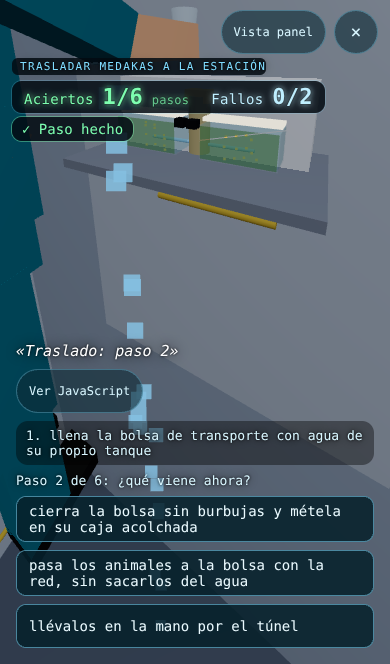 Vista panel
✕
TRASLADAR MEDAKAS A LA ESTACIÓN
Aciertos 1/6 pasos Fallos 0/2
✓ Paso hecho
«Traslado: paso 2»
Ver JavaScript
1. llena la bolsa de transporte con agua de
su propio tanque
Paso 2 de 6: ¿qué viene ahora?
cierra la bolsa sin burbujas y métela
en su caja acolchada
pasa los animales a la bolsa con la
red, sin sacarlos del agua
llévalos en la mano por el túnel